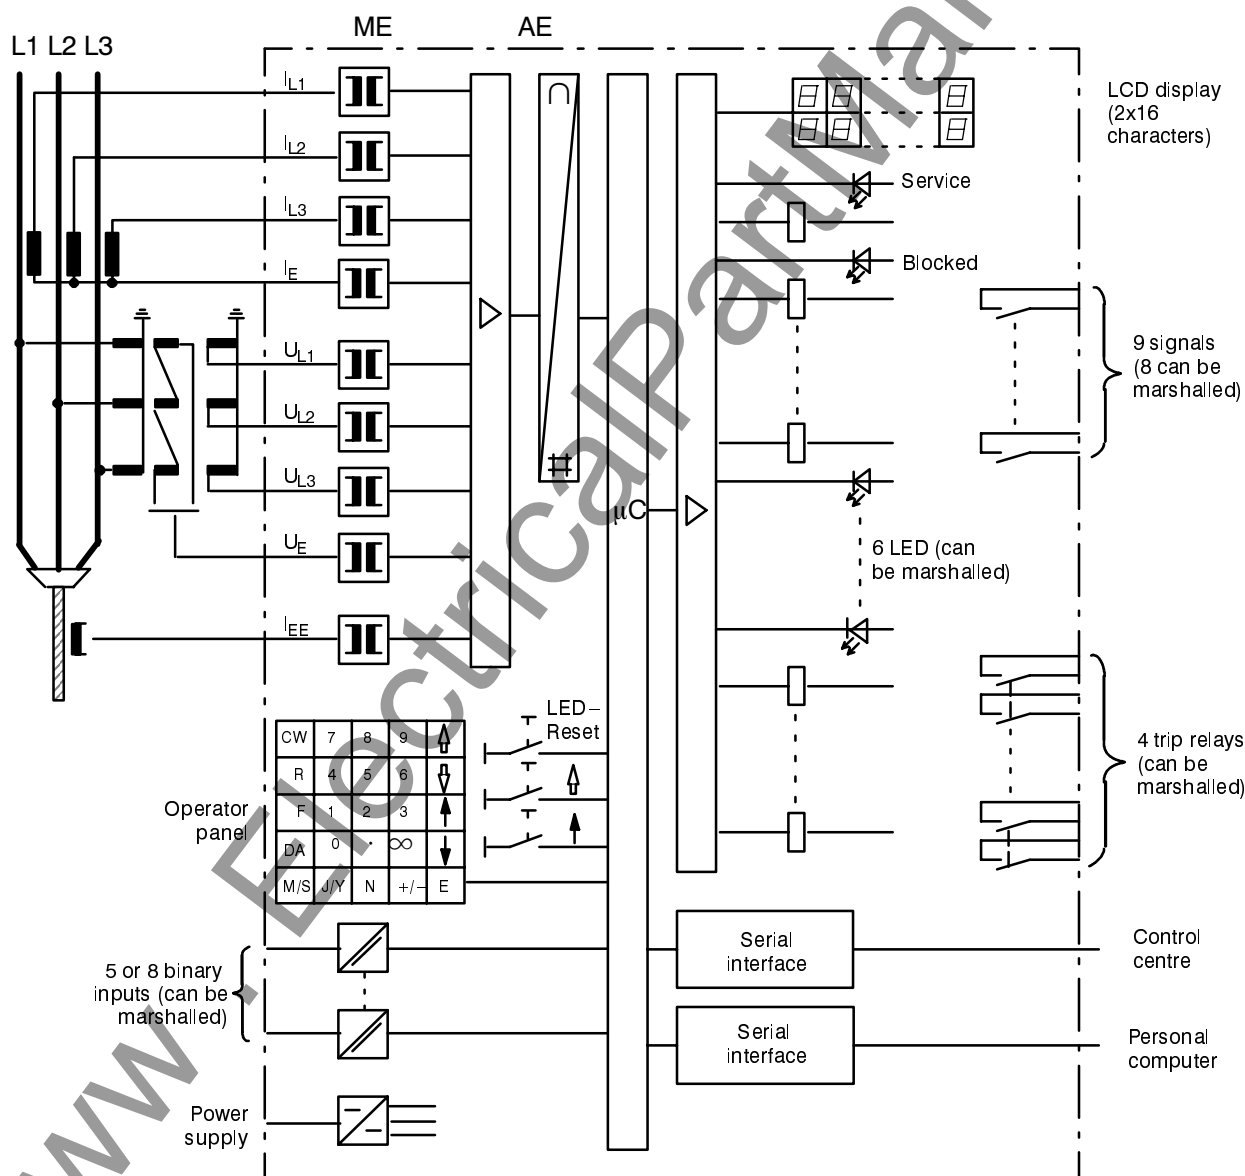 ME AE
L1 L2 L3
IL1
IL2
IL3
IE
UL1
UL2
UL3
UE
IEE
µC
LCD display
(2x16
characters)
Service
Blocked
9 signals
(8 can be
marshalled)
6 LED (can
be marshalled)
4 trip relays
(can be
marshalled)
LED–
Reset
Operator
panel
CW 7 8 9
R 4 5 6
F 1 2 3
DA 0 . ∞
M/S J/Y N +/– E
5 or 8 binary
inputs (can be
marshalled)
Serial
interface
Control
centre
Serial
interface
Personal
computer
Power
supply
www.ElectricalPartMan